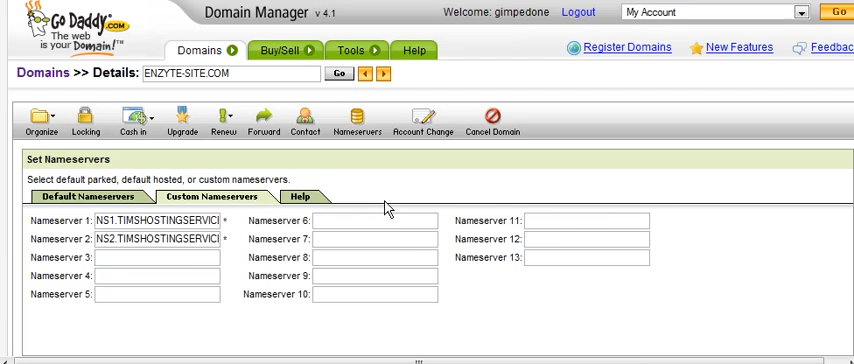 Go Daddy.COM
The web
is your Domain!™
Domain Manager v 4.1
Welcome: gimpedone Logout My Account Go
Domains Buy/Sell Tools Help
Register Domains New Features Feedbac
Domains >> Details: ENZYTE-SITE.COM Go
Organize Locking Cash in Upgrade Renew Forward Contact Nameservers Account Change Cancel Domain
Set Nameservers
Select default parked, default hosted, or custom nameservers.
Default Nameservers Custom Nameservers Help
Nameserver 1: NS1.TIMSHOSTINGSERVICI * Nameserver 6: Nameserver 11:
Nameserver 2: NS2.TIMSHOSTINGSERVICI * Nameserver 7: Nameserver 12:
Nameserver 3: Nameserver 8: Nameserver 13:
Nameserver 4: Nameserver 9:
Nameserver 5: Nameserver 10: